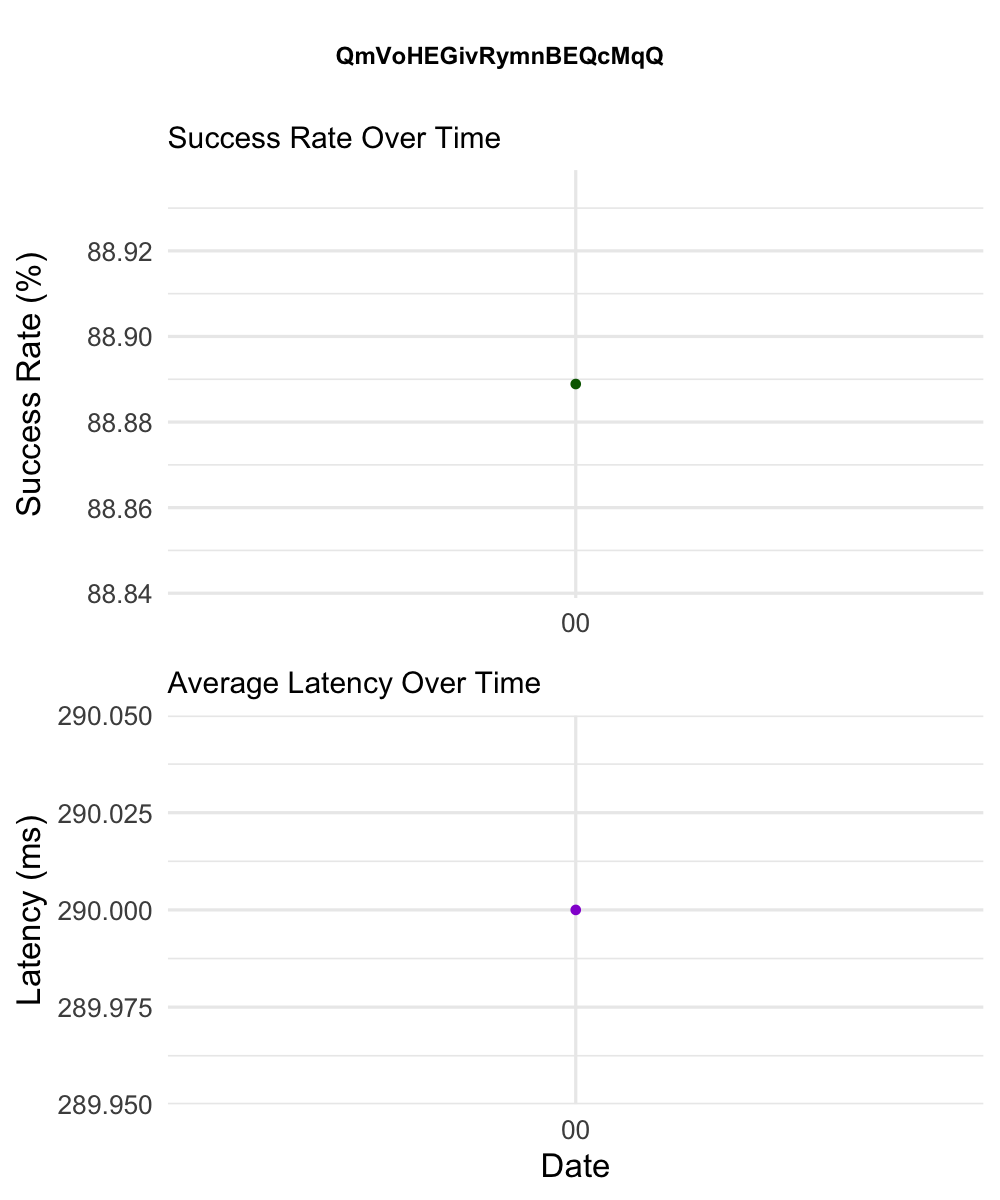 QmVoHEGivRymnBEQcMqQ
Success Rate Over Time
Success Rate (%)
88.92
88.90
88.88
88.86
88.84
00
Average Latency Over Time
Latency (ms)
290.050
290.025
290.000
289.975
289.950
00
Date